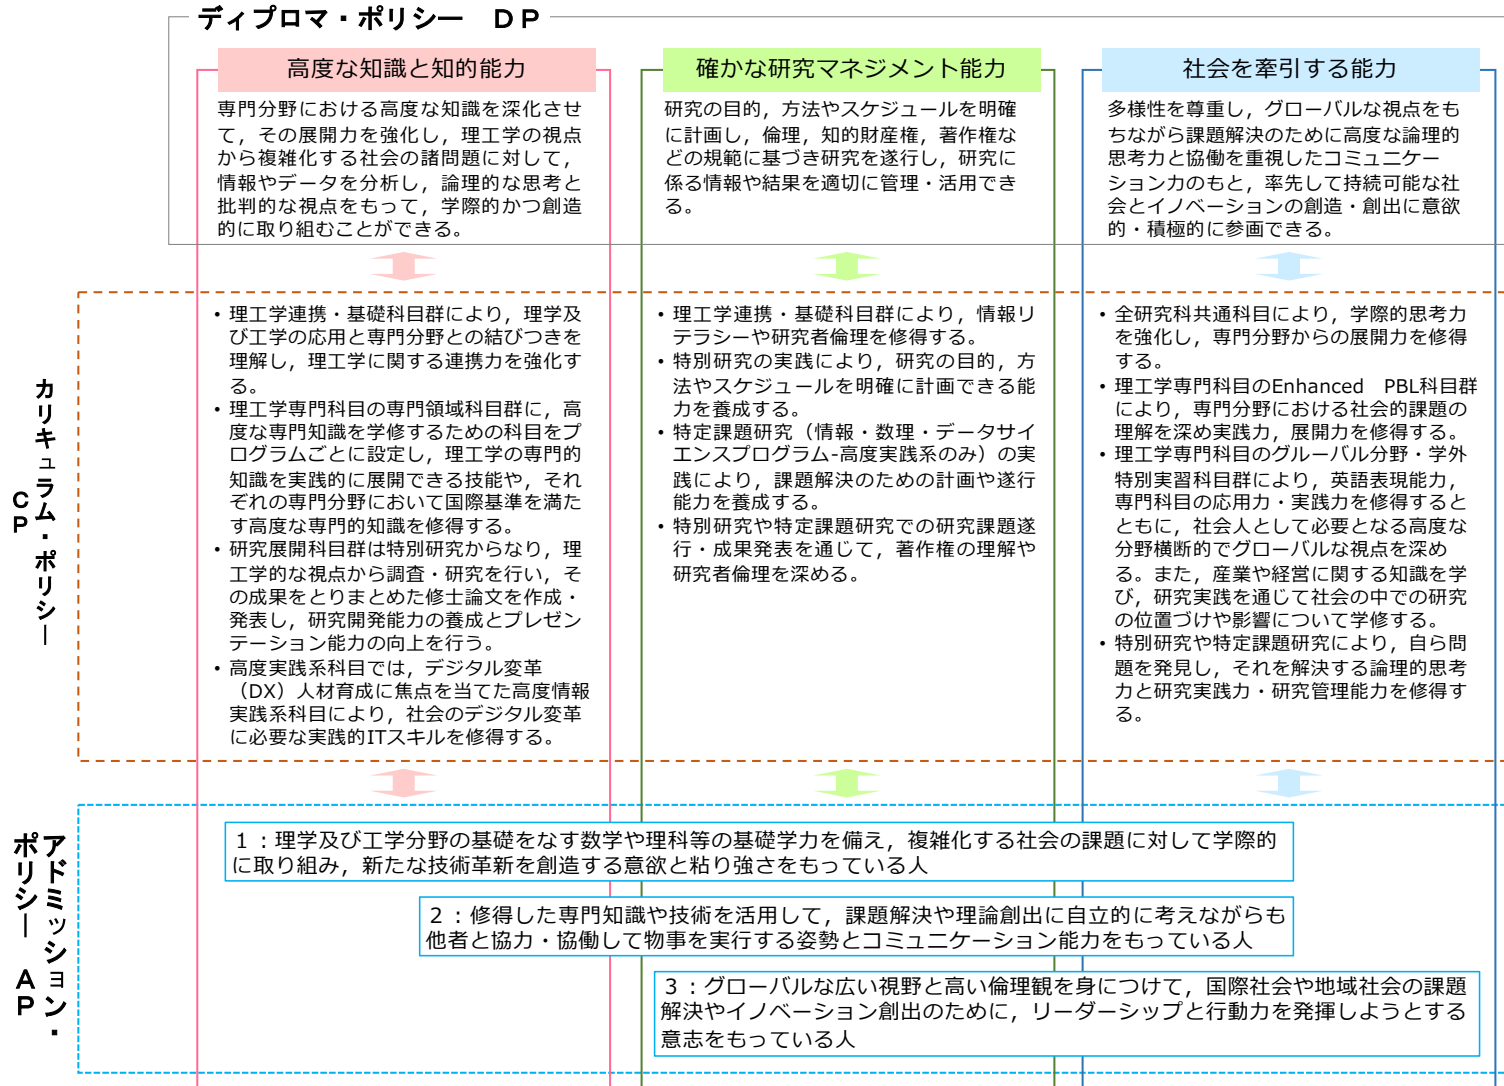 ディプロマ・ポリシー　ＤＰ
高度な知識と知的能力
専門分野における高度な知識を深化させ
て，その展開力を強化し，理工学の視点
から複雑化する社会の諸問題に対して，
情報やデータを分析し，論理的な思考と
批判的な視点をもって，学際的かつ創造
的に取り組むことができる。
確かな研究マネジメント能力
研究の目的，方法やスケジュールを明確
に計画し，倫理，知的財産権，著作権な
どの規範に基づき研究を遂行し，研究に
係る情報や結果を適切に管理・活用でき
る。
社会を牽引する能力
多様性を尊重し，グローバルな視点をも
ちながら課題解決のために高度な論理的
思考力と協働を重視したコミュニケー
ション力のもと，率先して持続可能な社
会とイノベーションの創造・創出に意欲
的・積極的に参画できる。
カリキュラム・ポリシー
ＣＰ
・理工学連携・基礎科目群により，理学及
び工学の応用と専門分野との結びつきを
理解し，理工学に関する連携力を強化す
る。
・理工学専門科目の専門領域科目群に，高
度な専門知識を学修するための科目をプ
ログラムごとに設定し，理工学の専門的
知識を実践的に展開できる技能や，それ
ぞれの専門分野において国際基準を満た
す高度な専門的知識を修得する。
・研究展開科目群は特別研究からなり，理
工学的な視点から調査・研究を行い，そ
の成果をとりまとめた修士論文を作成・
発表し，研究開発能力の養成とプレゼン
テーション能力の向上を行う。
・高度実践系科目では，デジタル変革
（DX）人材育成に焦点を当てた高度情報
実践系科目により，社会のデジタル変革
に必要な実践的ITスキルを修得する。
・理工学連携・基礎科目群により，情報リ
テラシーや研究者倫理を修得する。
・特別研究の実践により，研究の目的，方
法やスケジュールを明確に計画できる能
力を養成する。
・特定課題研究（情報・数理・データサイ
エンスプログラム-高度実践系のみ）の実
践により，課題解決のための計画や遂行
能力を養成する。
・特別研究や特定課題研究での研究課題遂
行・成果発表を通じて，著作権の理解や
研究者倫理を深める。
・全研究科共通科目により，学際的思考力
を強化し，専門分野からの展開力を修得
する。
・理工学専門科目のEnhanced　PBL科目群
により，専門分野における社会的課題の
理解を深め実践力，展開力を修得する。
・理工学専門科目のグルーバル分野・学外
特別実習科目群により，英語表現能力，
専門科目の応用力・実践力を修得すると
ともに，社会人として必要となる高度な
分野横断的でグローバルな視点を深め
る。また，産業や経営に関する知識を学
び，研究実践を通じて社会の中での研究
の位置づけや影響について学修する。
・特別研究や特定課題研究により，自ら問
題を発見し，それを解決する論理的思考
力と研究実践力・研究管理能力を修得す
る。
アドミッション・
ポリシー　ＡＰ
１：理学及び工学分野の基礎をなす数学や理科等の基礎学力を備え，複雑化する社会の課題に対して学際的
に取り組み，新たな技術革新を創造する意欲と粘り強さをもっている人
２：修得した専門知識や技術を活用して，課題解決や理論創出に自立的に考えながらも
他者と協力・協働して物事を実行する姿勢とコミュニケーション能力をもっている人
３：グローバルな広い視野と高い倫理観を身につけて，国際社会や地域社会の課題
解決やイノベーション創出のために，リーダーシップと行動力を発揮しようとする
意志をもっている人